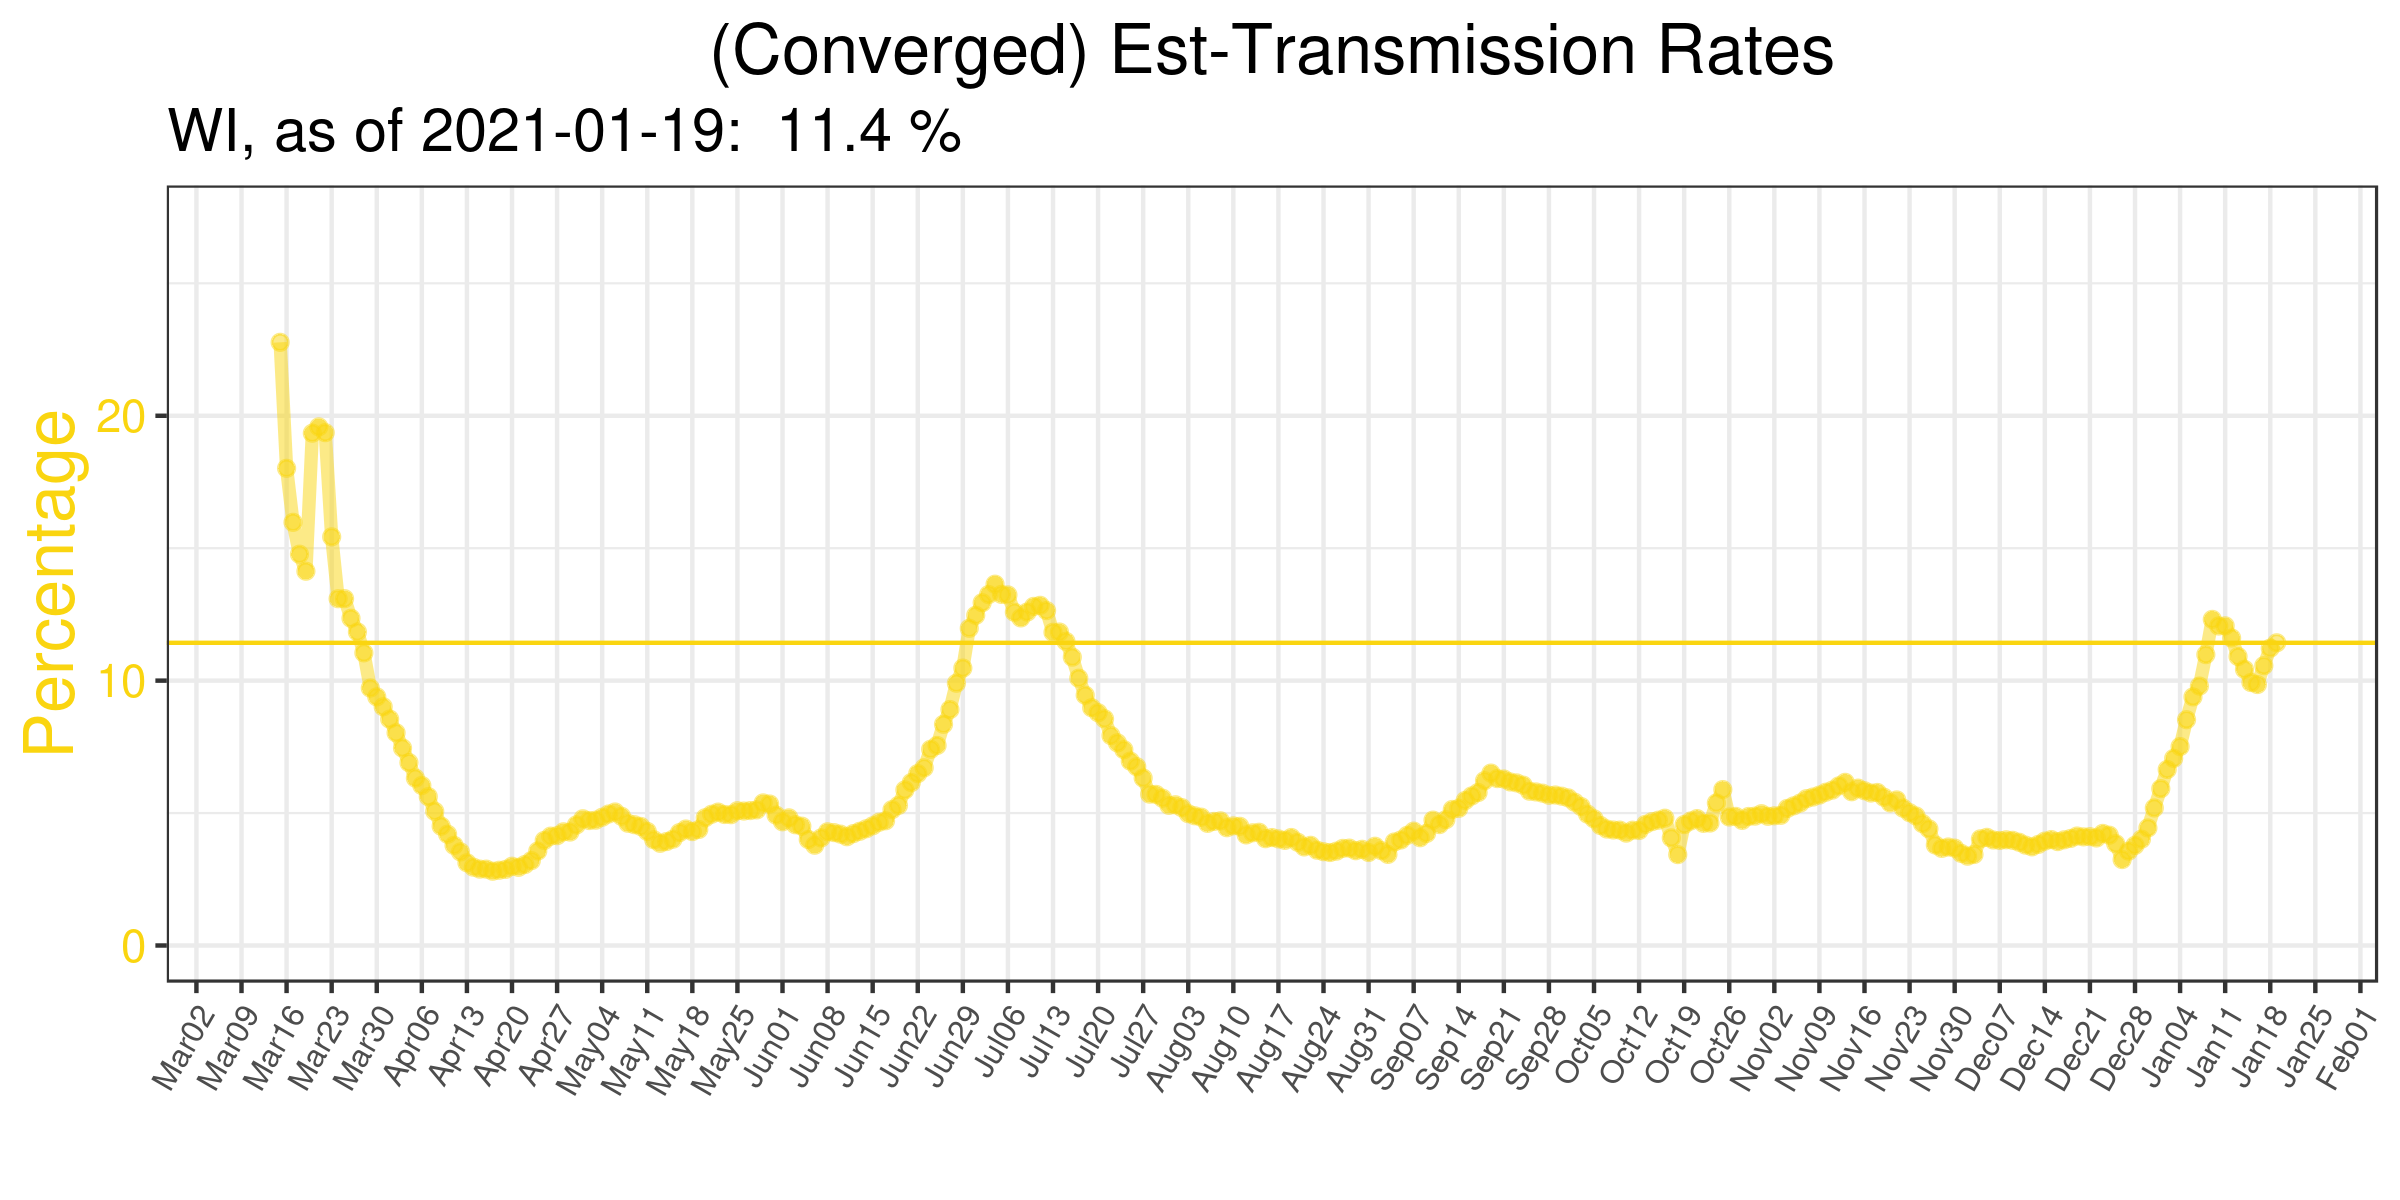 (Converged) Est-Transmission Rates
WI, as of 2021-01-19:  11.4 %
Percentage
20
10
0
Mar02
Mar09
Mar16
Mar23
Mar30
Apr06
Apr13
Apr20
Apr27
May04
May11
May18
May25
Jun01
Jun08
Jun15
Jun22
Jun29
Jul06
Jul13
Jul20
Jul27
Aug03
Aug10
Aug17
Aug24
Aug31
Sep07
Sep14
Sep21
Sep28
Oct05
Oct12
Oct19
Oct26
Nov02
Nov09
Nov16
Nov23
Nov30
Dec07
Dec14
Dec21
Dec28
Jan04
Jan11
Jan18
Jan25
Feb01